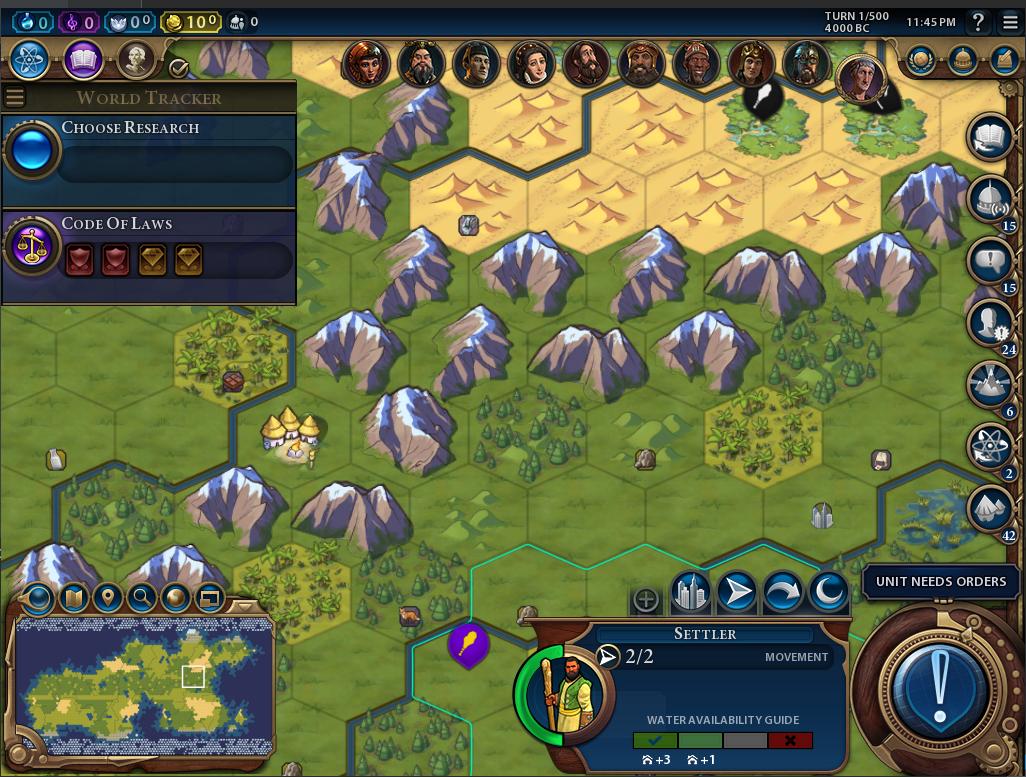 0 0 0 0 10 0 0
TURN 1/500
4000 BC
11:45 PM
?
WORLD TRACKER
CHOOSE RESEARCH
CODE OF LAWS
15
15
24
6
2
42
UNIT NEEDS ORDERS
SETTLER
2/2 MOVEMENT
WATER AVAILABILITY GUIDE
+3 +1